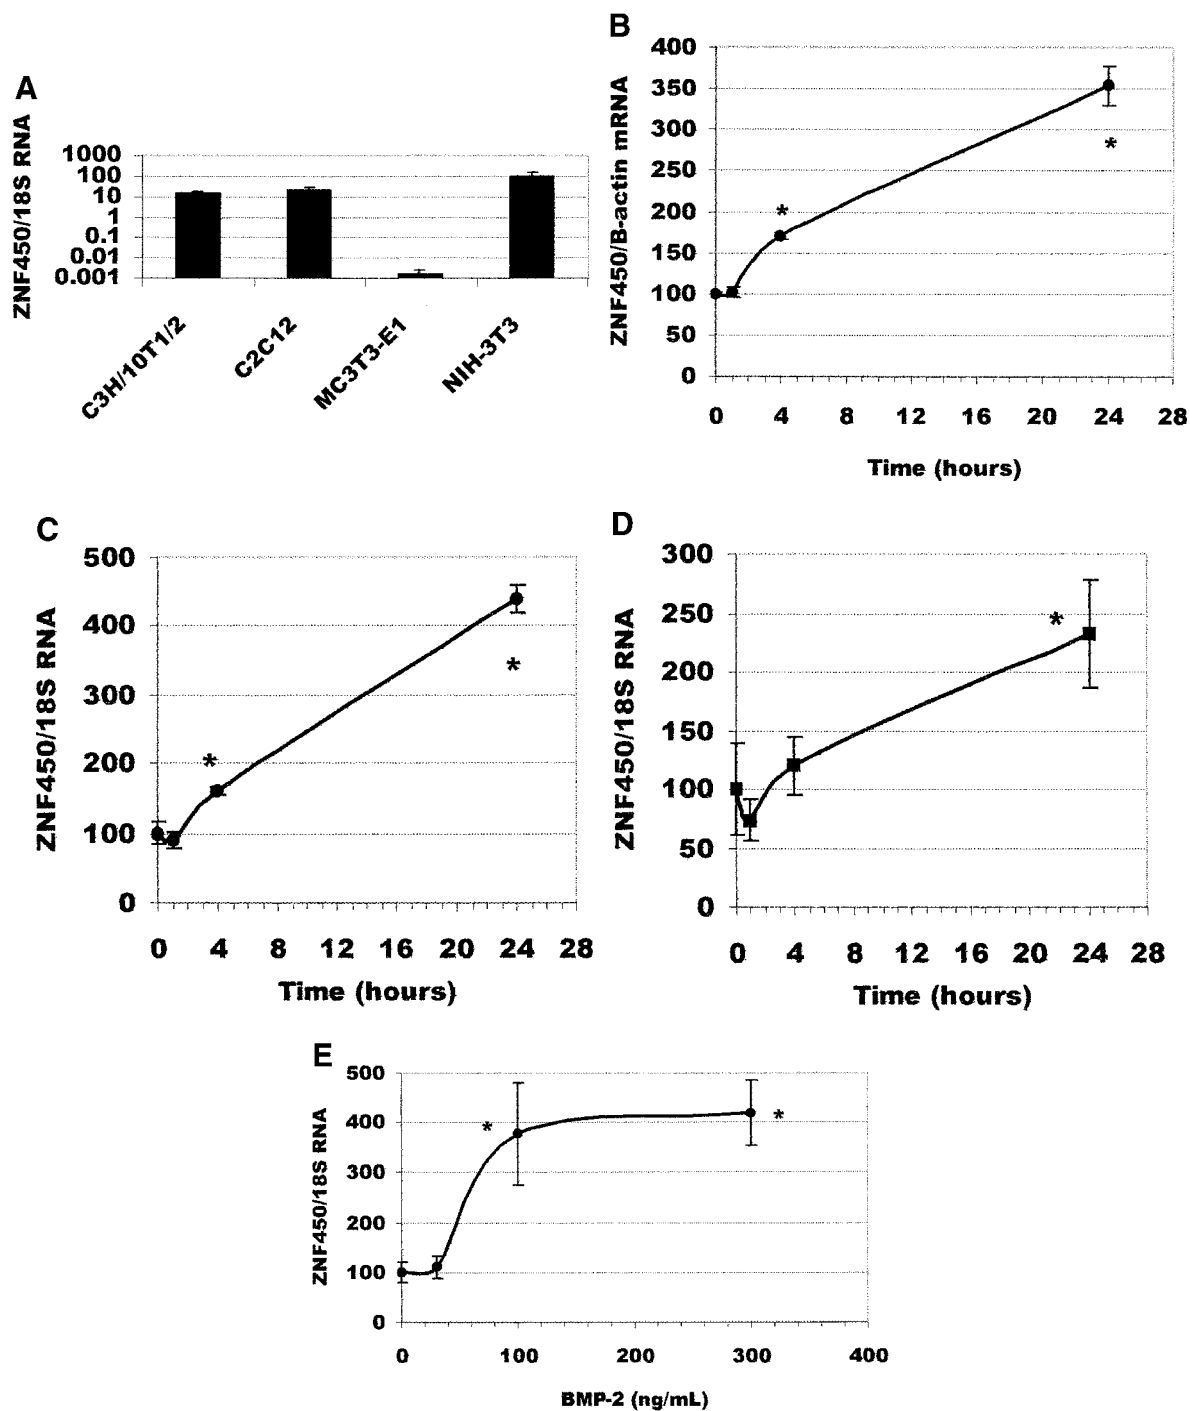 A
ZNF450/18S RNA
1000
100
10
1
0.1
0.01
0.001
C3H/10T1/2
C2C12
MC3T3-E1
NIH-3T3
B
ZNF450/B-actin mRNA
400
350
300
250
200
150
100
50
0
*
*
0 4 8 12 16 20 24 28
Time (hours)
C
ZNF450/18S RNA
500
400
300
200
100
0
*
*
0 4 8 12 16 20 24 28
Time (hours)
D
ZNF450/18S RNA
300
250
200
150
100
50
0
*
0 4 8 12 16 20 24 28
Time (hours)
E
ZNF450/18S RNA
500
400
300
200
100
0
*
*
0 100 200 300 400
BMP-2 (ng/mL)